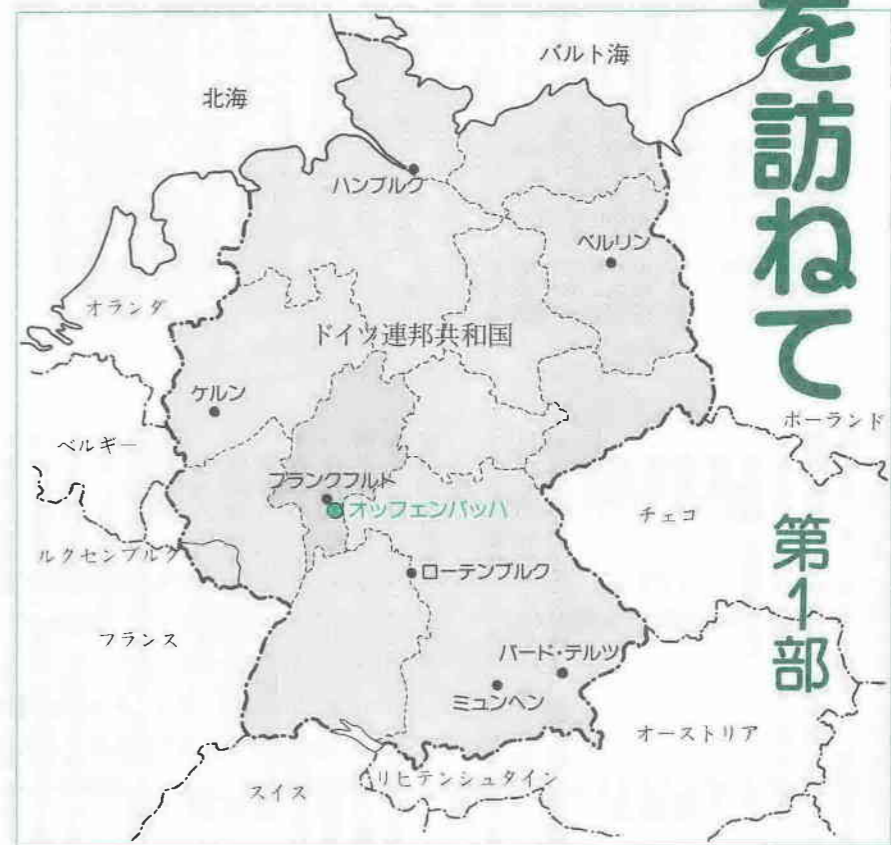 を訪ねて
第1部
バルト海
北海
ハンブルク
ベルリン
オランダ
ドイツ連邦共和国
ケルン
ポーランド
ベルギー
フランクフルト
オッフェンバッハ
チェコ
ルクセンブルク
ローテンブルク
フランス
バード・テルツ
ミュンヘン
オーストリア
リヒテンシュタイン
スイス